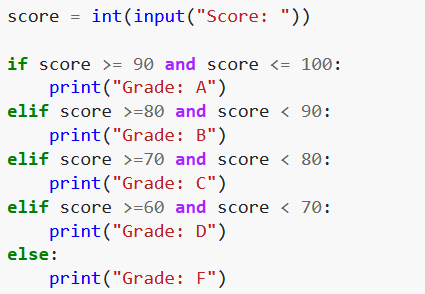 score = int(input("Score: "))
if score >= 90 and score <= 100:
    print("Grade: A")
elif score >=80 and score < 90:
    print("Grade: B")
elif score >=70 and score < 80:
    print("Grade: C")
elif score >=60 and score < 70:
    print("Grade: D")
else:
    print("Grade: F")